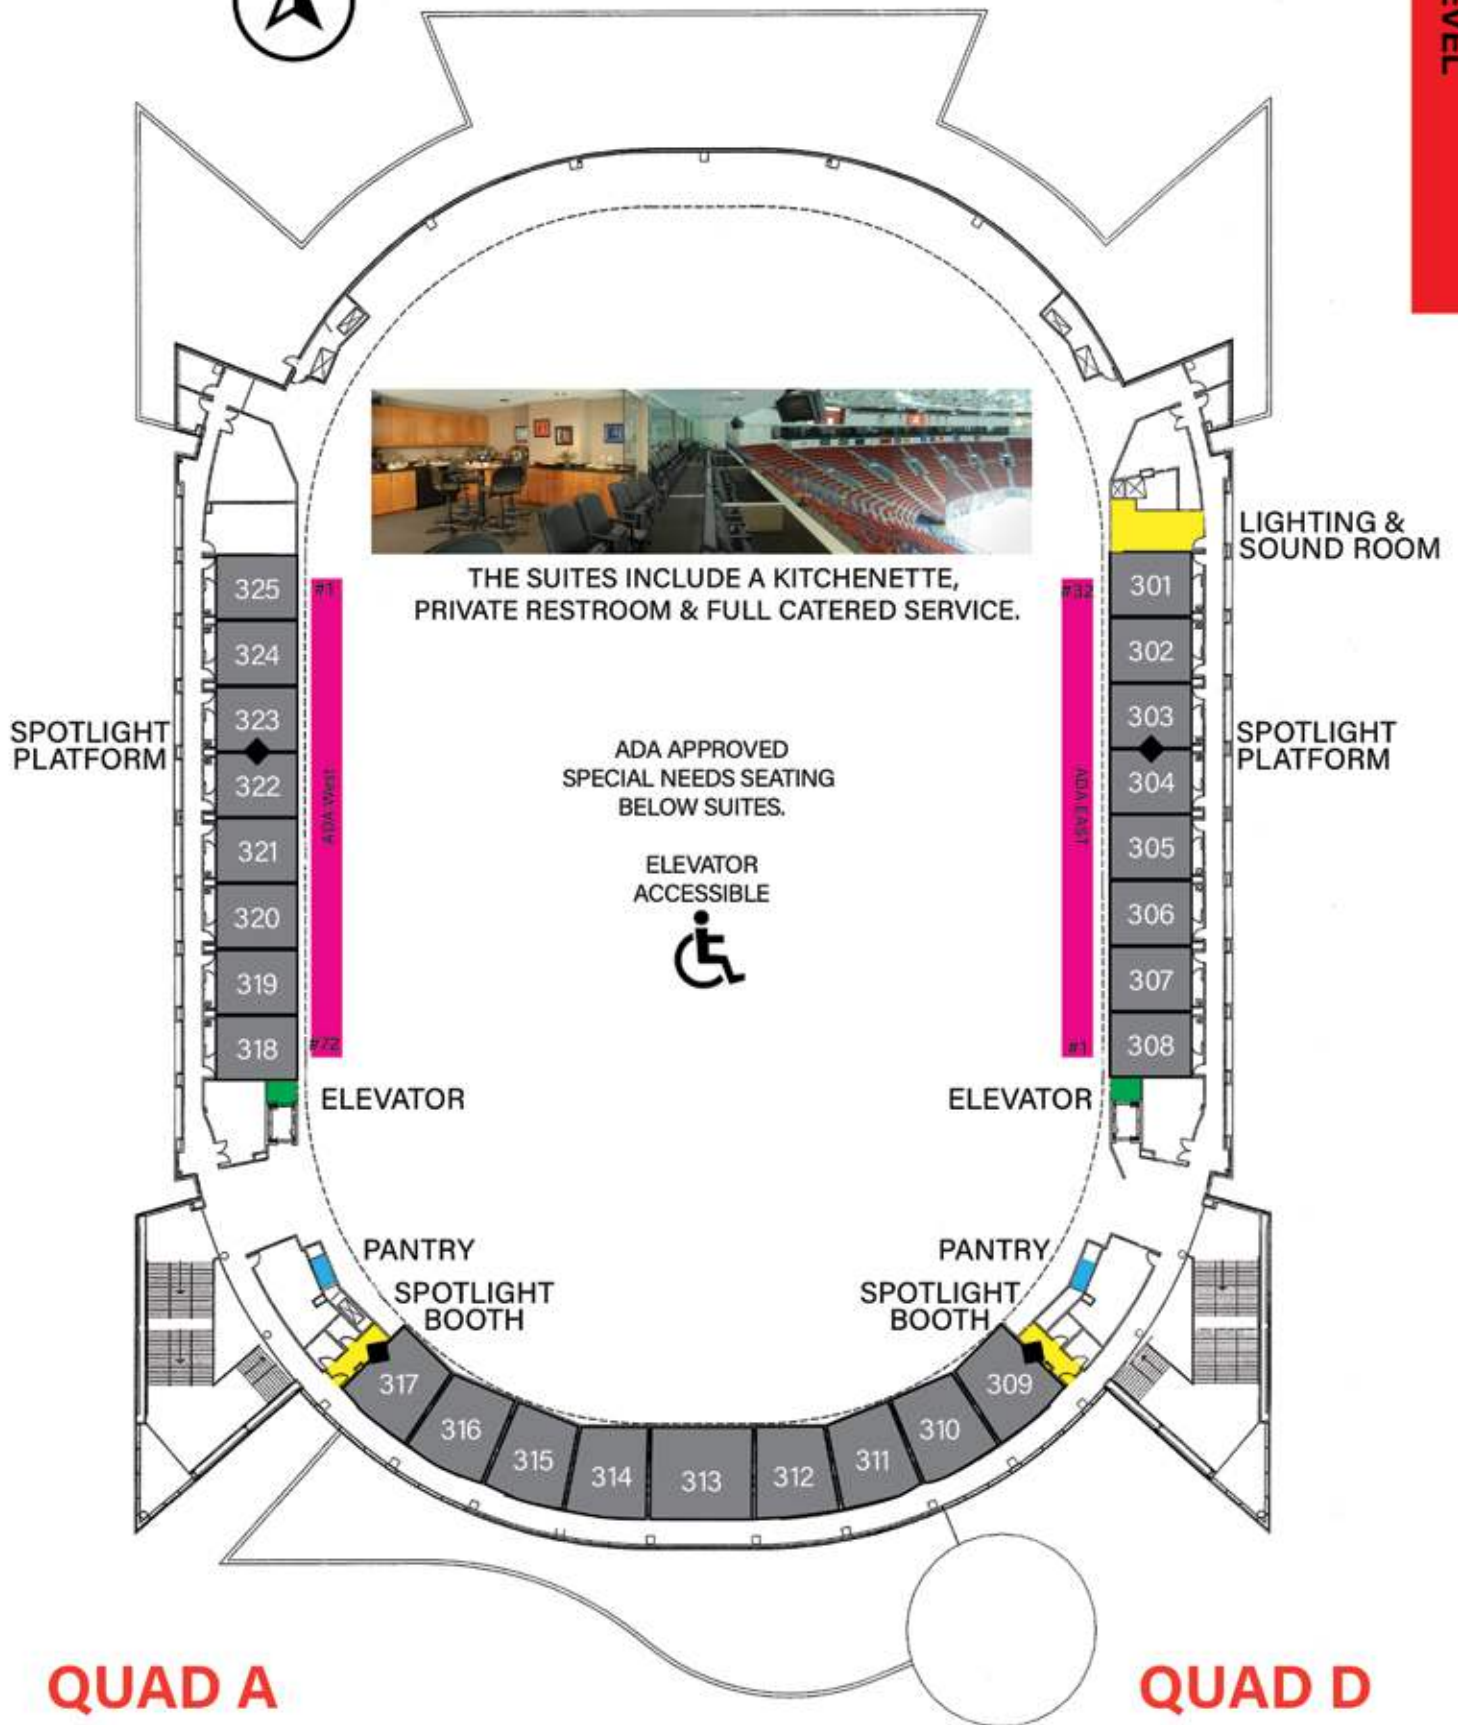 EVEL
LIGHTING &
SOUND ROOM
THE SUITES INCLUDE A KITCHENETTE,
PRIVATE RESTROOM & FULL CATERED SERVICE.
325
324
323
322
321
320
319
318
#1
ADA West
#72
SPOTLIGHT
PLATFORM
ADA APPROVED
SPECIAL NEEDS SEATING
BELOW SUITES.
ELEVATOR
ACCESSIBLE
#32
ADA EAST
#1
301
302
303
304
305
306
307
308
SPOTLIGHT
PLATFORM
ELEVATOR
ELEVATOR
PANTRY
SPOTLIGHT
BOOTH
PANTRY
SPOTLIGHT
BOOTH
317
316
315
314
313
312
311
310
309
QUAD A
QUAD D